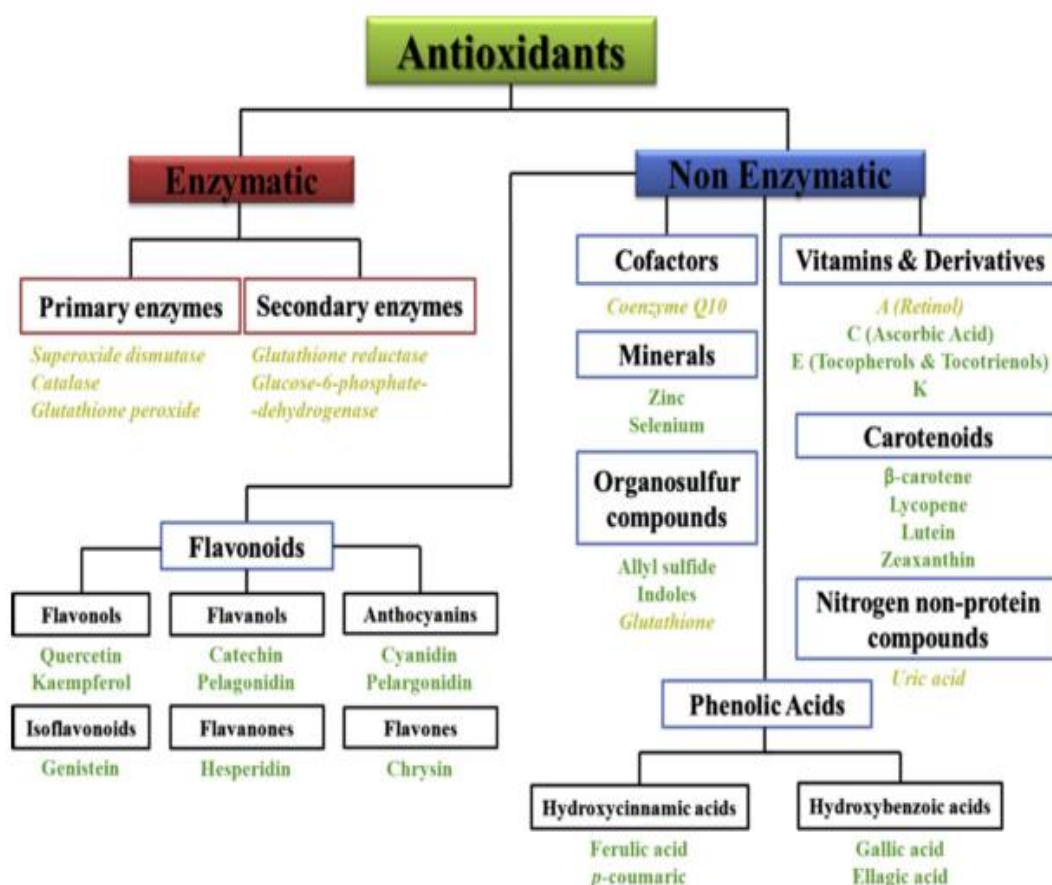 Antioxidants
Enzymatic
Non Enzymatic
Primary enzymes
Superoxide dismutase
Catalase
Glutathione peroxide
Secondary enzymes
Glutathione reductase
Glucose-6-phosphate-
-dehydrogenase
Cofactors
Coenzyme Q10
Minerals
Zinc
Selenium
Organosulfur
compounds
Allyl sulfide
Indoles
Glutathione
Vitamins & Derivatives
A (Retinol)
C (Ascorbic Acid)
E (Tocopherols & Tocotrienols)
K
Carotenoids
β-carotene
Lycopene
Lutein
Zeaxanthin
Nitrogen non-protein
compounds
Uric acid
Flavonoids
Flavonols
Quercetin
Kaempferol
Flavanols
Catechin
Pelagonidin
Anthocyanins
Cyanidin
Pelargonidin
Isoflavonoids
Genistein
Flavanones
Hesperidin
Flavones
Chrysin
Phenolic Acids
Hydroxycinnamic acids
Ferulic acid
p-coumaric
Hydroxybenzoic acids
Gallic acid
Ellagic acid